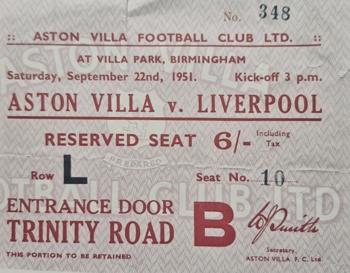 No. 348
:: ASTON VILLA FOOTBALL CLUB LTD. ::
AT VILLA PARK, BIRMINGHAM
Saturday, September 22nd, 1951. Kick-off 3 p.m.
ASTON VILLA v. LIVERPOOL
RESERVED SEAT 6/- Including Tax
PREPARED
Row L Seat No. 10
ENTRANCE DOOR B
TRINITY ROAD
Secretary,
THIS PORTION TO BE RETAINED ASTON VILLA F. C. Ltd.